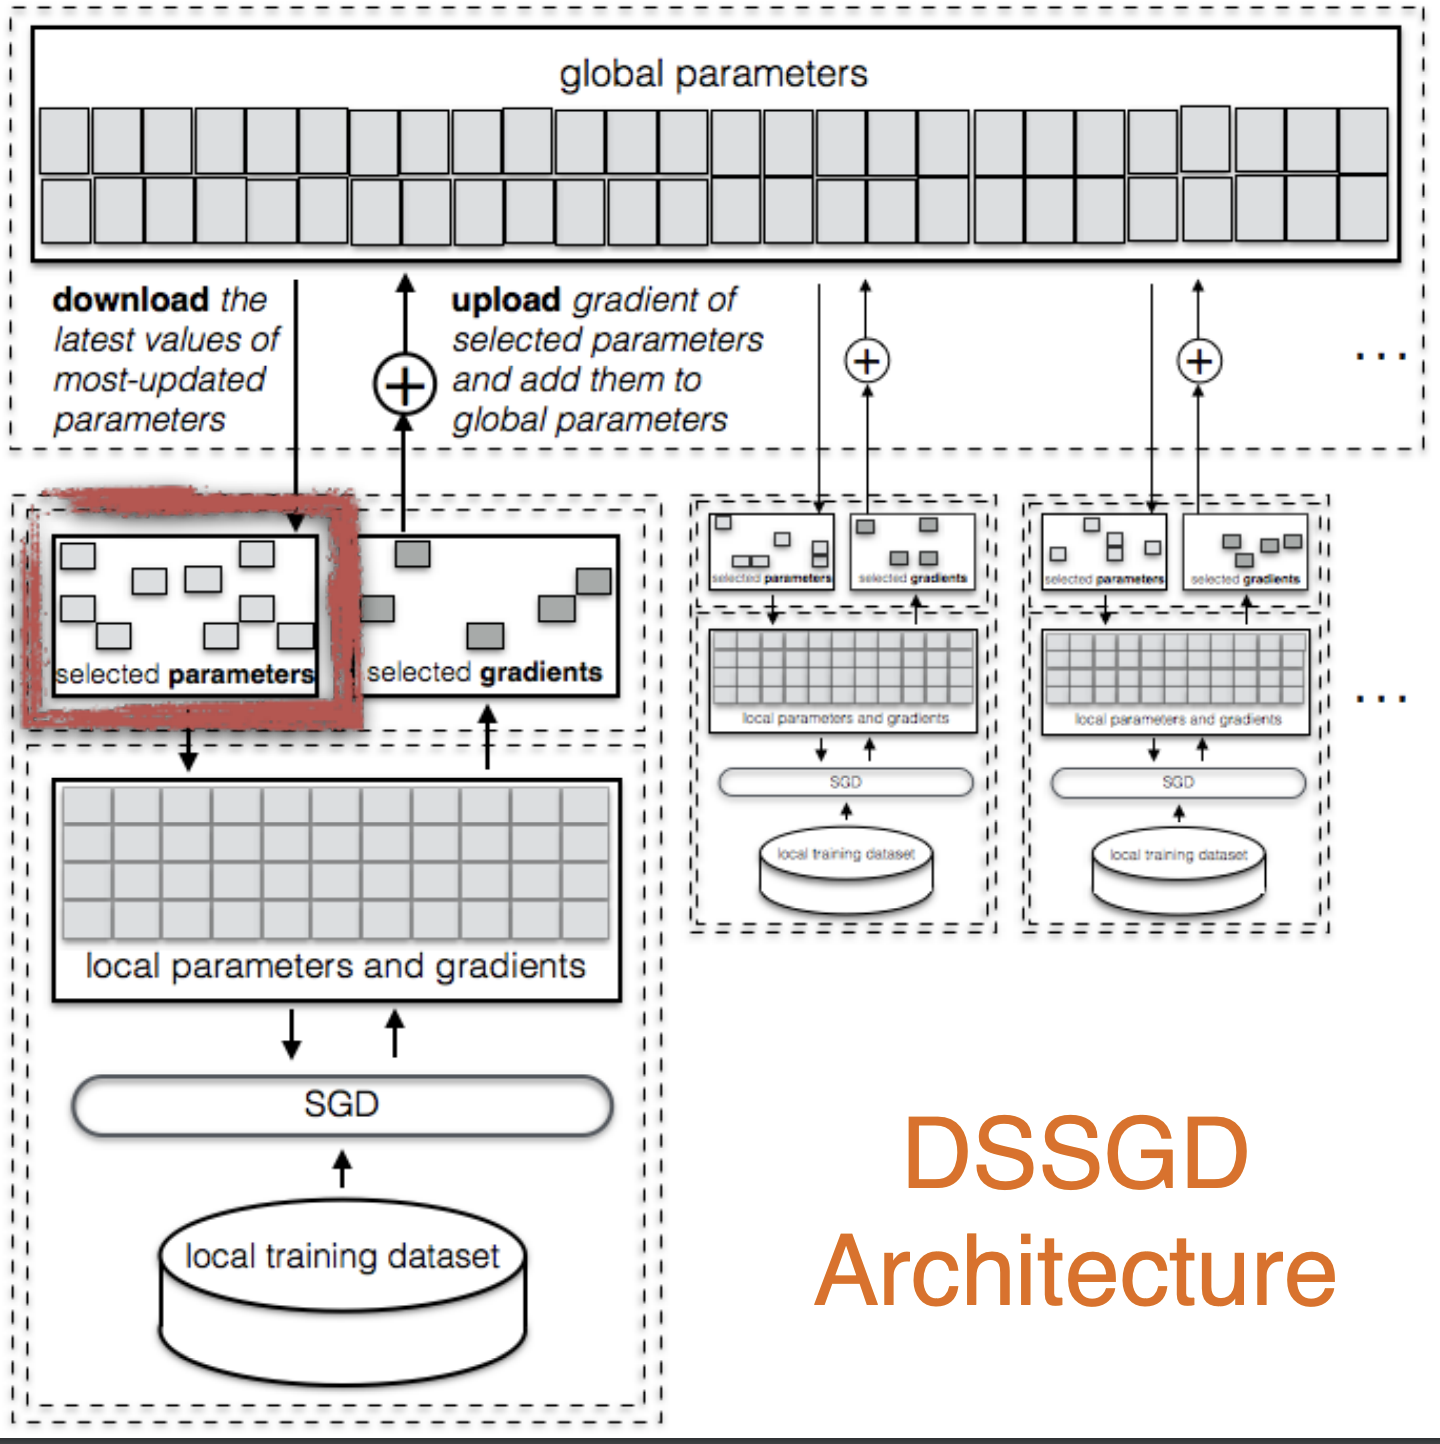 global parameters
download the
latest values of
most-updated
parameters
upload gradient of
selected parameters
and add them to
global parameters
+
+
+
...
selected parameters
selected gradients
local parameters and gradients
SGD
local training dataset
selected parameters
selected gradients
local parameters and gradients
SGD
local training dataset
selected parameters
selected gradients
local parameters and gradients
SGD
local training dataset
...
DSSGD
Architecture